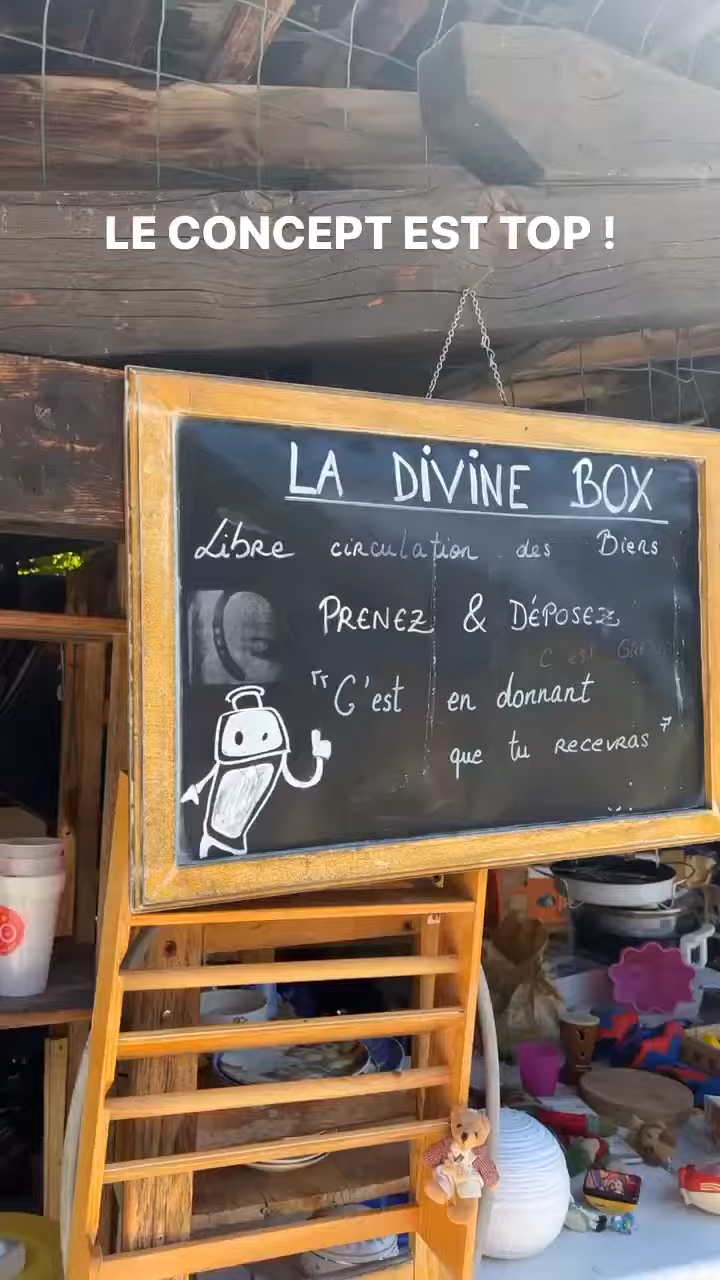 LE CONCEPT EST TOP !
LA DIVINE BOX
Libre circulation des Biens
PRENEZ & DÉPOSEZ
C'est
"C'est en donnant
que tu recevras"